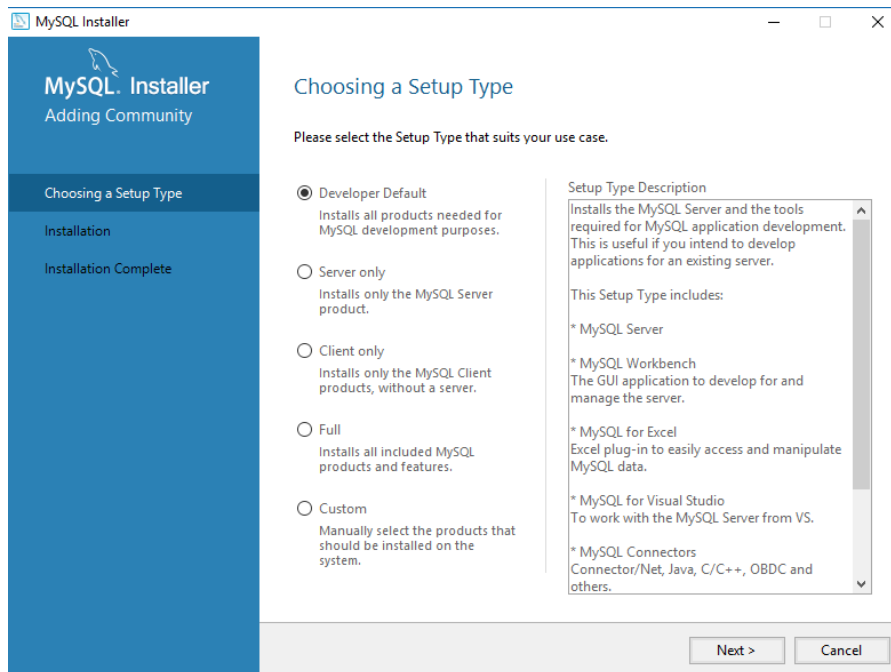 MySQL Installer
MySQL. Installer
Adding Community
Choosing a Setup Type
Installation
Installation Complete
Choosing a Setup Type
Please select the Setup Type that suits your use case.
Developer Default
Installs all products needed for
MySQL development purposes.
Server only
Installs only the MySQL Server
product.
Client only
Installs only the MySQL Client
products, without a server.
Full
Installs all included MySQL
products and features.
Custom
Manually select the products that
should be installed on the
system.
Setup Type Description
Installs the MySQL Server and the tools
required for MySQL application development.
This is useful if you intend to develop
applications for an existing server.
This Setup Type includes:
* MySQL Server
* MySQL Workbench
The GUI application to develop for and
manage the server.
* MySQL for Excel
Excel plug-in to easily access and manipulate
MySQL data.
* MySQL for Visual Studio
To work with the MySQL Server from VS.
* MySQL Connectors
Connector/Net, Java, C/C++, OBDC and
others.
Next >
Cancel